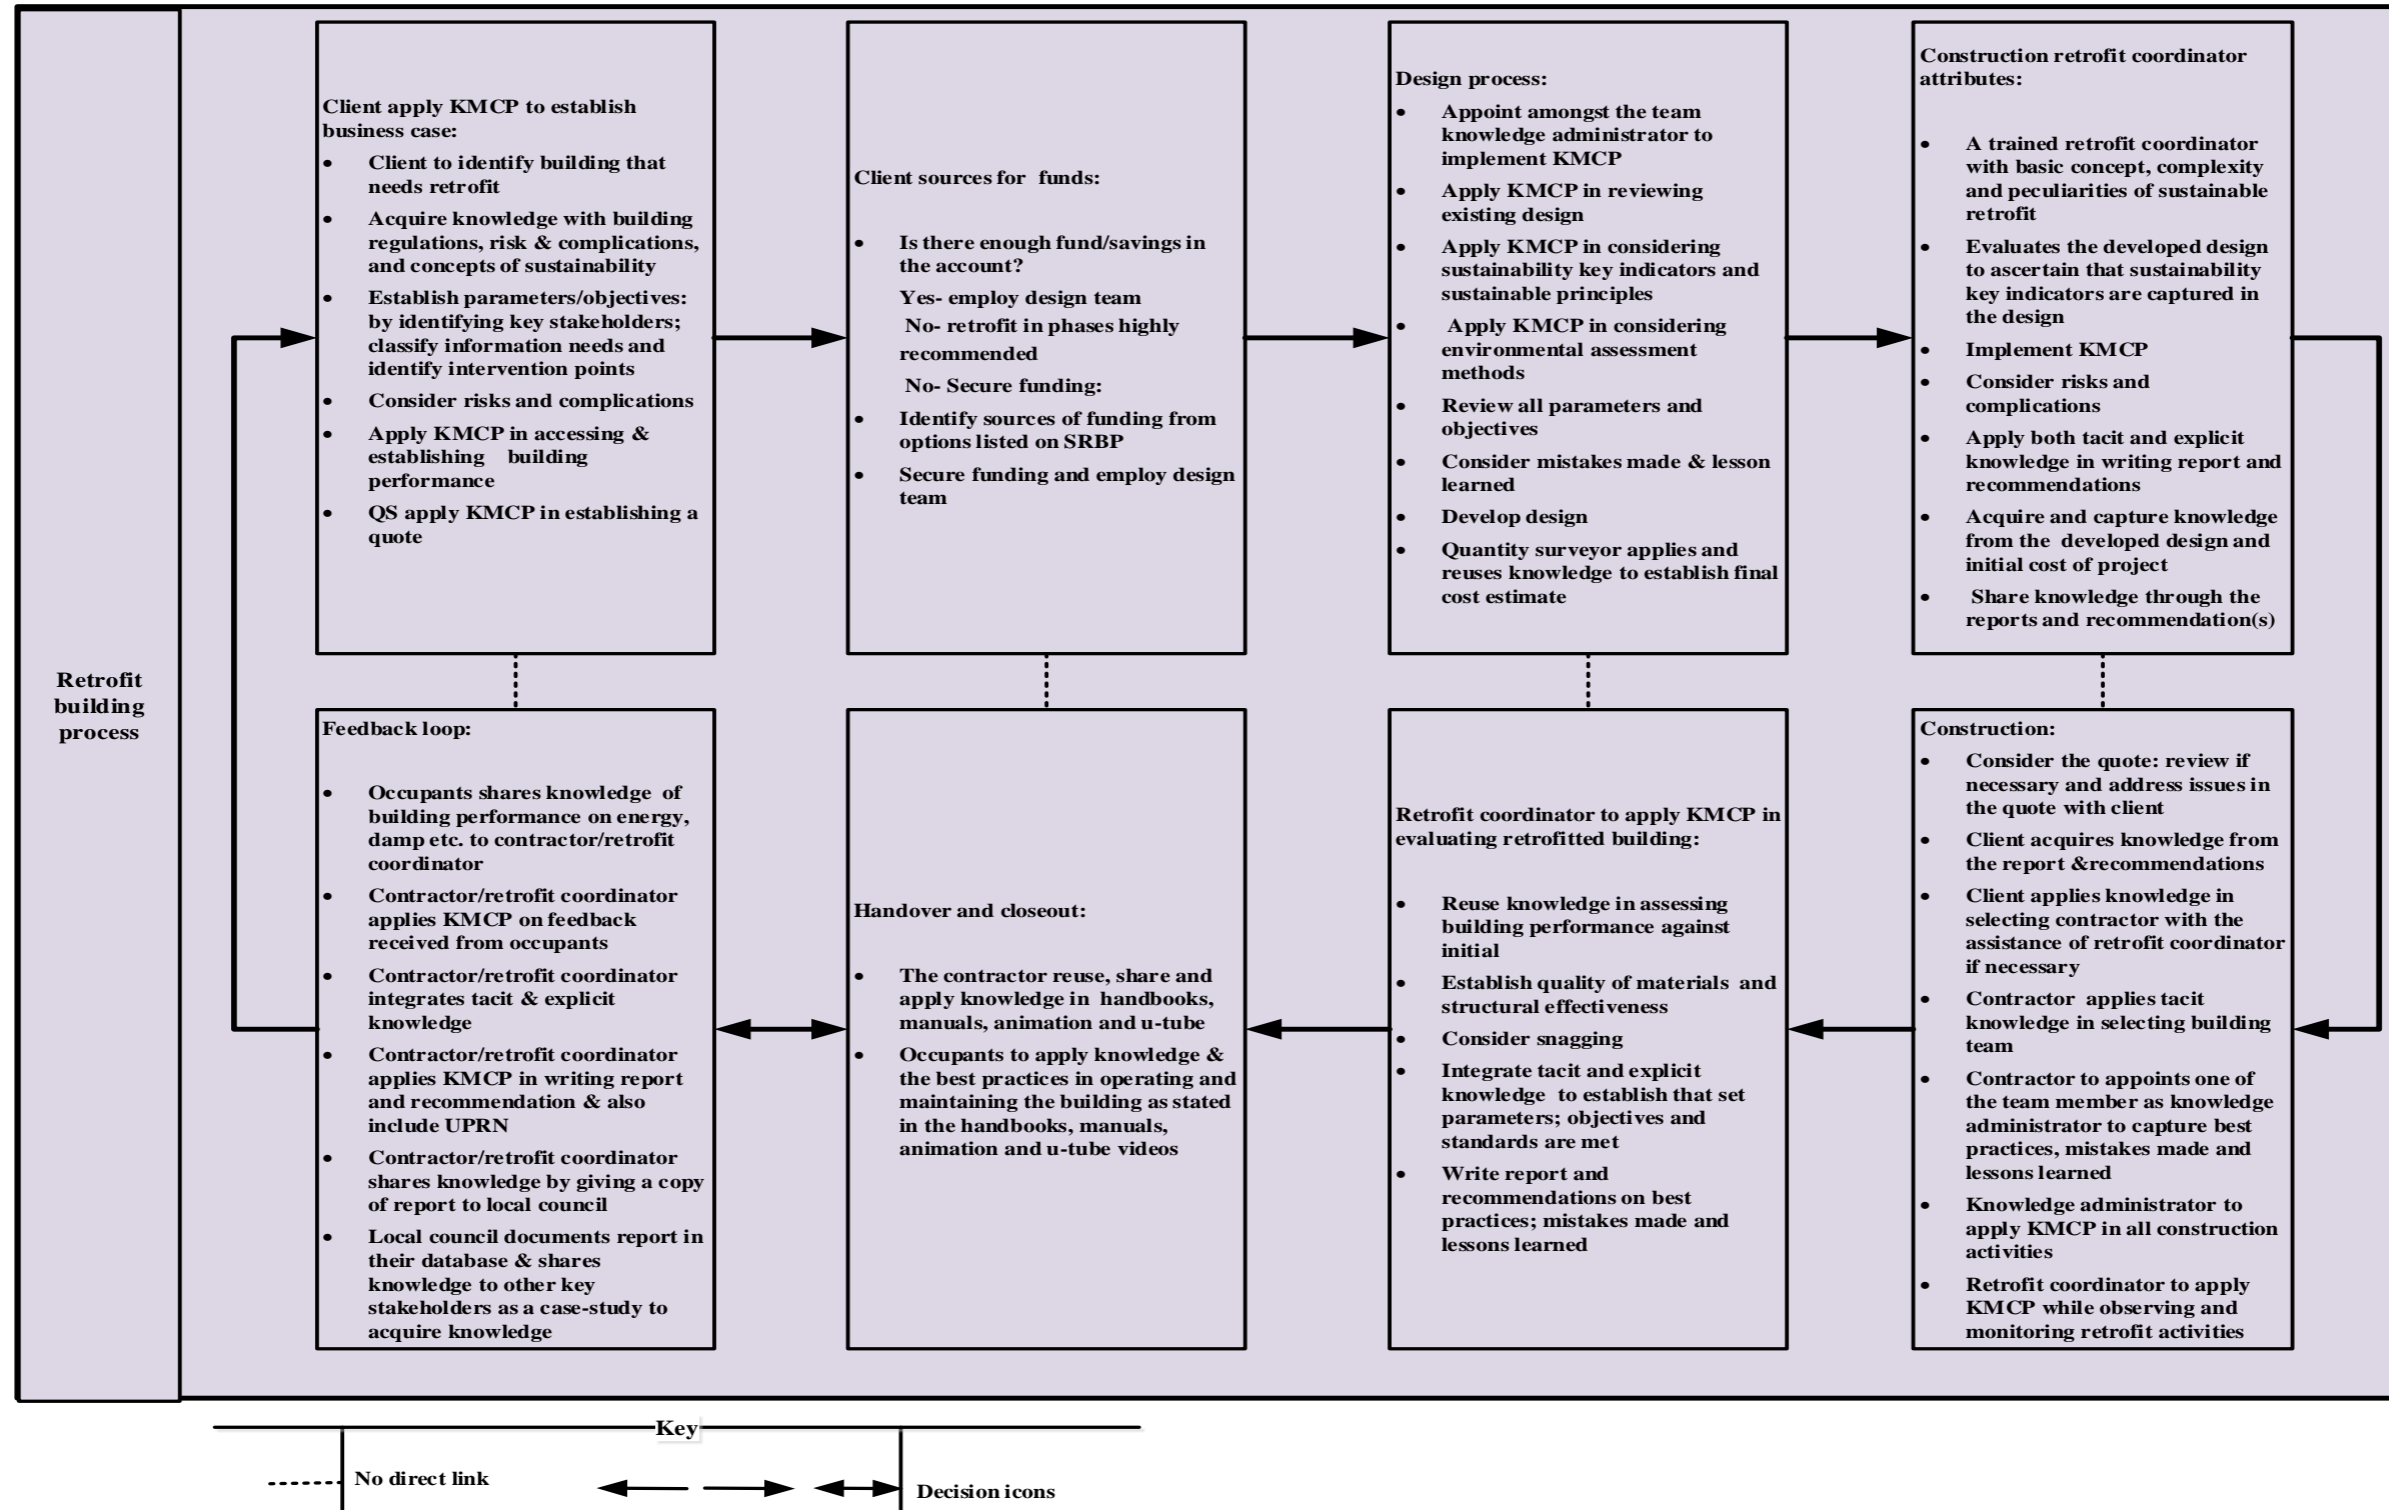 Retrofit
building
process
Client apply KMCP to establish
business case:
• Client to identify building that
needs retrofit
• Acquire knowledge with building
regulations, risk & complications,
and concepts of sustainability
• Establish parameters/objectives:
by identifying key stakeholders;
classify information needs and
identify intervention points
• Consider risks and complications
• Apply KMCP in accessing &
establishing building
performance
• QS apply KMCP in establishing a
quote
Client sources for funds:
• Is there enough fund/savings in
the account?
Yes- employ design team
No- retrofit in phases highly
recommended
No- Secure funding:
• Identify sources of funding from
options listed on SRBP
• Secure funding and employ design
team
Design process:
• Appoint amongst the team
knowledge administrator to
implement KMCP
• Apply KMCP in reviewing
existing design
• Apply KMCP in considering
sustainability key indicators and
sustainable principles
• Apply KMCP in considering
environmental assessment
methods
• Review all parameters and
objectives
• Consider mistakes made & lesson
learned
• Develop design
• Quantity surveyor applies and
reuses knowledge to establish final
cost estimate
Construction retrofit coordinator
attributes:
• A trained retrofit coordinator
with basic concept, complexity
and peculiarities of sustainable
retrofit
• Evaluates the developed design
to ascertain that sustainability
key indicators are captured in
the design
• Implement KMCP
• Consider risks and
complications
• Apply both tacit and explicit
knowledge in writing report and
recommendations
• Acquire and capture knowledge
from the developed design and
initial cost of project
• Share knowledge through the
reports and recommendation(s)
Feedback loop:
• Occupants shares knowledge of
building performance on energy,
damp etc. to contractor/retrofit
coordinator
• Contractor/retrofit coordinator
applies KMCP on feedback
received from occupants
• Contractor/retrofit coordinator
integrates tacit & explicit
knowledge
• Contractor/retrofit coordinator
applies KMCP in writing report
and recommendation & also
include UPRN
• Contractor/retrofit coordinator
shares knowledge by giving a copy
of report to local council
• Local council documents report in
their database & shares
knowledge to other key
stakeholders as a case-study to
acquire knowledge
Handover and closeout:
• The contractor reuse, share and
apply knowledge in handbooks,
manuals, animation and u-tube
• Occupants to apply knowledge &
the best practices in operating and
maintaining the building as stated
in the handbooks, manuals,
animation and u-tube videos
Retrofit coordinator to apply KMCP in
evaluating retrofitted building:
• Reuse knowledge in assessing
building performance against
initial
• Establish quality of materials and
structural effectiveness
• Consider snagging
• Integrate tacit and explicit
knowledge to establish that set
parameters; objectives and
standards are met
• Write report and
recommendations on best
practices; mistakes made and
lessons learned
Construction:
• Consider the quote: review if
necessary and address issues in
the quote with client
• Client acquires knowledge from
the report &recommendations
• Client applies knowledge in
selecting contractor with the
assistance of retrofit coordinator
if necessary
• Contractor applies tacit
knowledge in selecting building
team
• Contractor to appoints one of
the team member as knowledge
administrator to capture best
practices, mistakes made and
lessons learned
• Knowledge administrator to
apply KMCP in all construction
activities
• Retrofit coordinator to apply
KMCP while observing and
monitoring retrofit activities
Key
No direct link
Decision icons